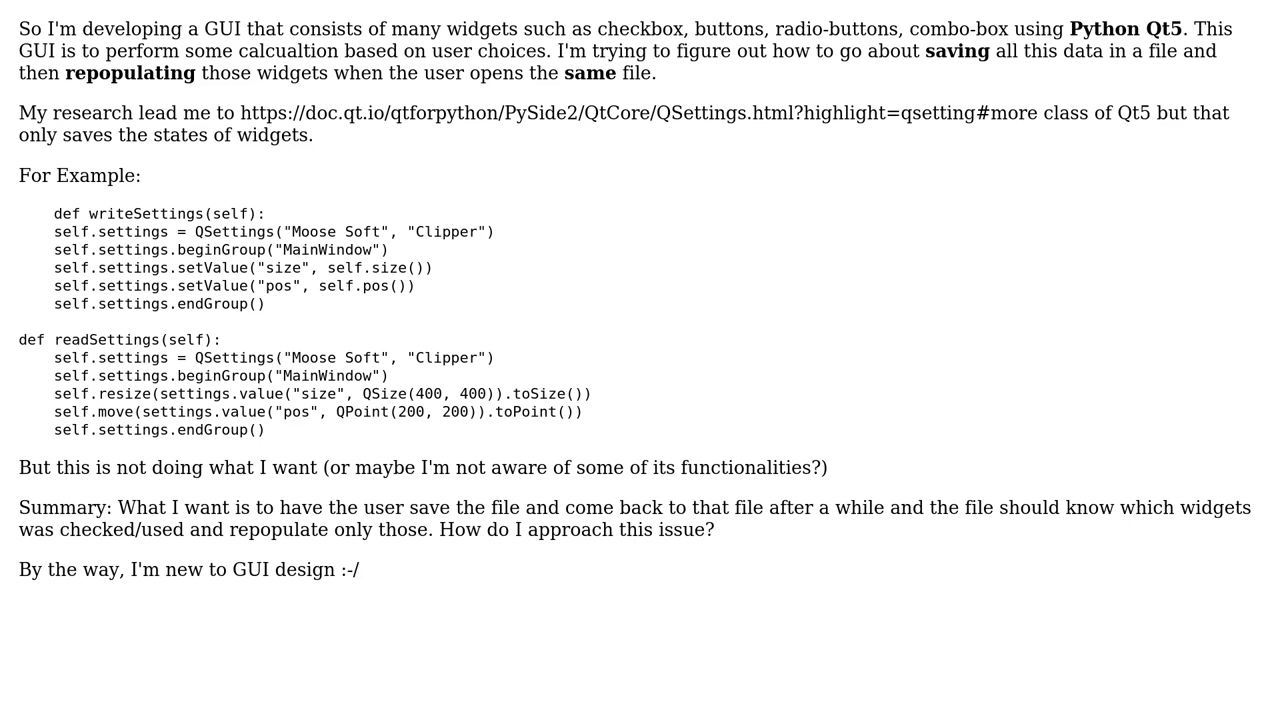 So I'm developing a GUI that consists of many widgets such as checkbox, buttons, radio-buttons, combo-box using Python Qt5. This
GUI is to perform some calcualtion based on user choices. I'm trying to figure out how to go about saving all this data in a file and
then repopulating those widgets when the user opens the same file.
My research lead me to https://doc.qt.io/qtforpython/PySide2/QtCore/QSettings.html?highlight=qsetting#more class of Qt5 but that
only saves the states of widgets.
For Example:
    def writeSettings(self):
    self.settings = QSettings("Moose Soft", "Clipper")
    self.settings.beginGroup("MainWindow")
    self.settings.setValue("size", self.size())
    self.settings.setValue("pos", self.pos())
    self.settings.endGroup()
def readSettings(self):
    self.settings = QSettings("Moose Soft", "Clipper")
    self.settings.beginGroup("MainWindow")
    self.resize(settings.value("size", QSize(400, 400)).toSize())
    self.move(settings.value("pos", QPoint(200, 200)).toPoint())
    self.settings.endGroup()
But this is not doing what I want (or maybe I'm not aware of some of its functionalities?)
Summary: What I want is to have the user save the file and come back to that file after a while and the file should know which widgets
was checked/used and repopulate only those. How do I approach this issue?
By the way, I'm new to GUI design :-/